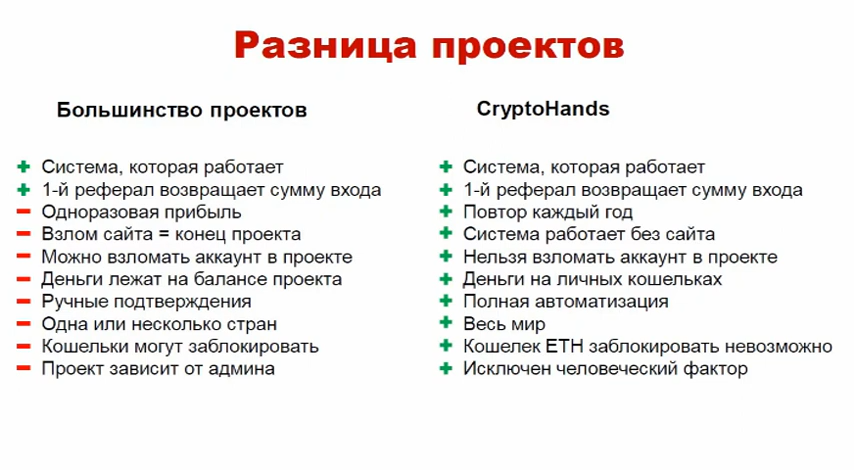 Разница проектов
Большинство проектов
+ Система, которая работает
+ 1-й реферал возвращает сумму входа
− Одноразовая прибыль
− Взлом сайта = конец проекта
− Можно взломать аккаунт в проекте
− Деньги лежат на балансе проекта
− Ручные подтверждения
− Одна или несколько стран
− Кошельки могут заблокировать
− Проект зависит от админа
CryptoHands
+ Система, которая работает
+ 1-й реферал возвращает сумму входа
+ Повтор каждый год
+ Система работает без сайта
+ Нельзя взломать аккаунт в проекте
+ Деньги на личных кошельках
+ Полная автоматизация
+ Весь мир
+ Кошелек ETH заблокировать невозможно
+ Исключен человеческий фактор